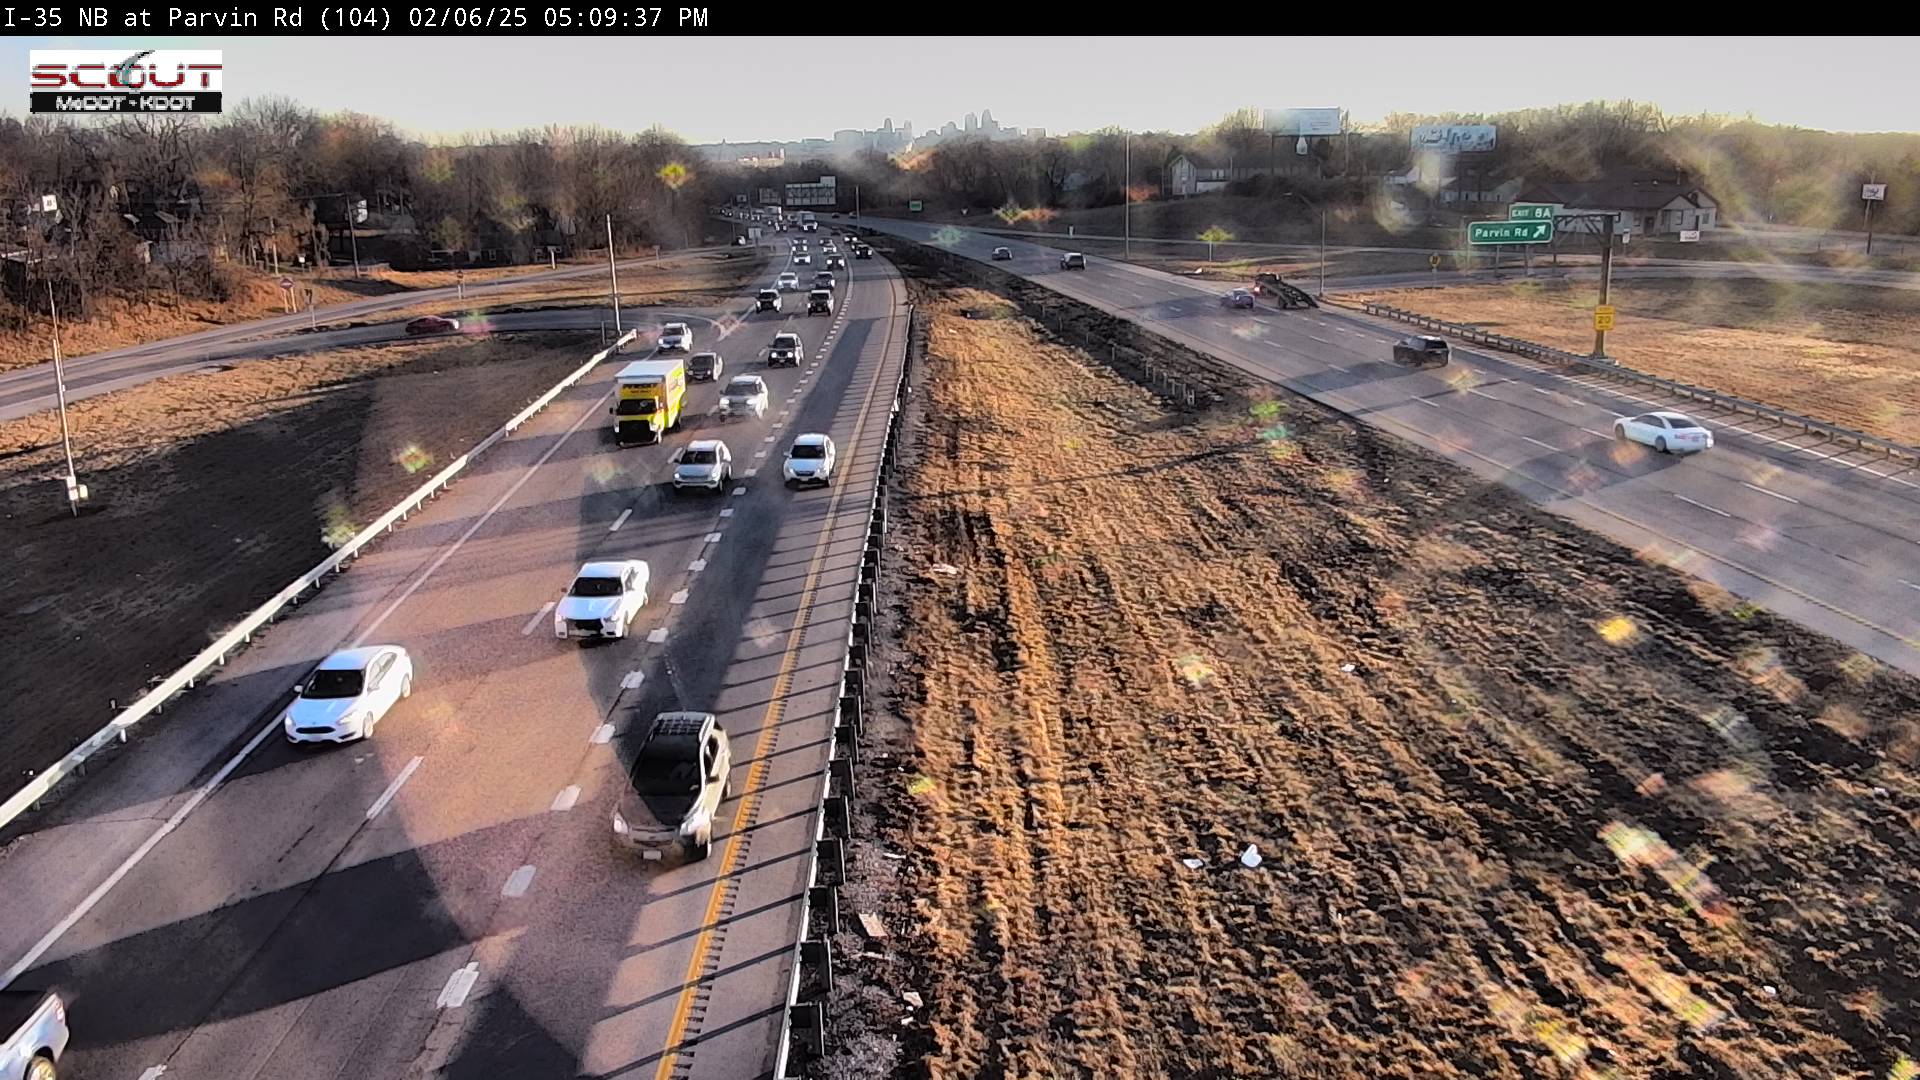 I-35 NB at Parvin Rd (104) 02/06/25 05:09:37 PM
SCOUT
MoDOT - KDOT
EXIT 8A
Parvin Rd
20